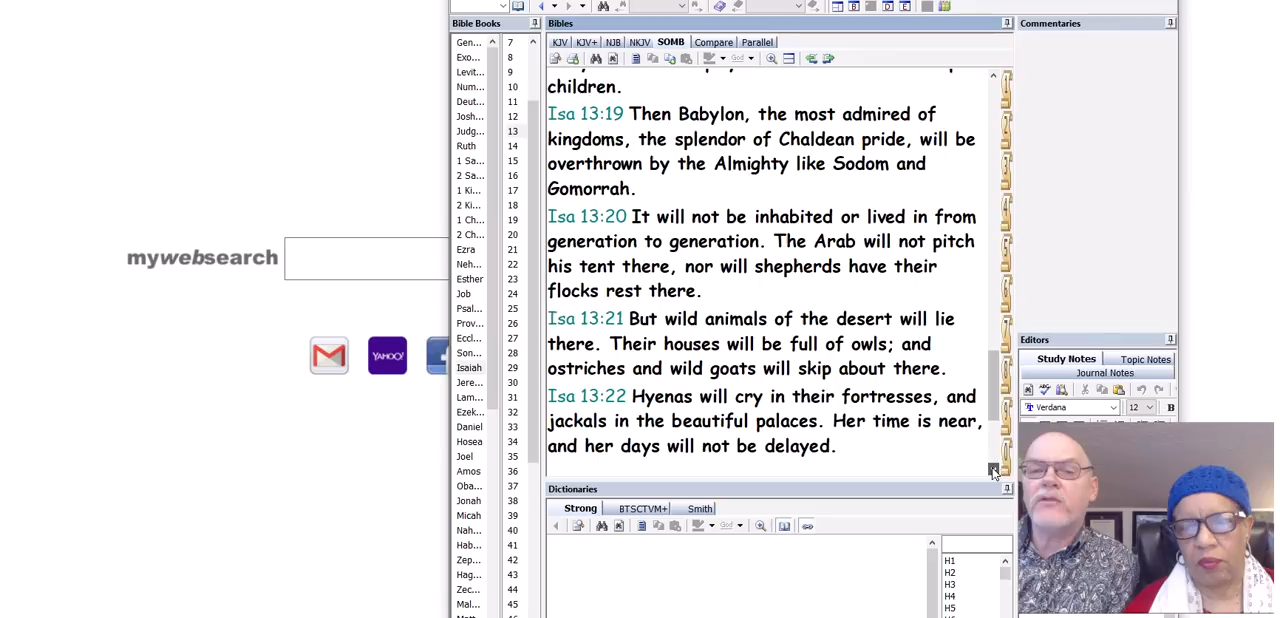 Bible Books
Bibles
Commentaries
KJV KJV+ NJB NKJV SOMB Compare Parallel
God
Gen...
Exo...
Levit...
Num...
Deut...
Josh...
Judg...
Ruth
1 Sa...
2 Sa...
1 Ki...
2 Ki...
1 Ch...
2 Ch...
Ezra
Neh...
Esther
Job
Psal...
Prov...
Eccl...
Son...
Isaiah
Jere...
Lam...
Ezek...
Daniel
Hosea
Joel
Amos
Oba...
Jonah
Micah
Nah...
Hab...
Zep...
Hag...
Zec...
Mal...
7
8
9
10
11
12
13
14
15
16
17
18
19
20
21
22
23
24
25
26
27
28
29
30
31
32
33
34
35
36
37
38
39
40
41
42
43
44
45
children.
Isa 13:19 Then Babylon, the most admired of
kingdoms, the splendor of Chaldean pride, will be
overthrown by the Almighty like Sodom and
Gomorrah.
Isa 13:20 It will not be inhabited or lived in from
generation to generation. The Arab will not pitch
his tent there, nor will shepherds have their
flocks rest there.
Isa 13:21 But wild animals of the desert will lie
there. Their houses will be full of owls; and
ostriches and wild goats will skip about there.
Isa 13:22 Hyenas will cry in their fortresses, and
jackals in the beautiful palaces. Her time is near,
and her days will not be delayed.
mywebsearch
YAHOO!
Dictionaries
Strong BTSCTVM+ Smith
God
H1
H2
H3
H4
H5
Editors
Study Notes Topic Notes
Journal Notes
Verdana 12 B